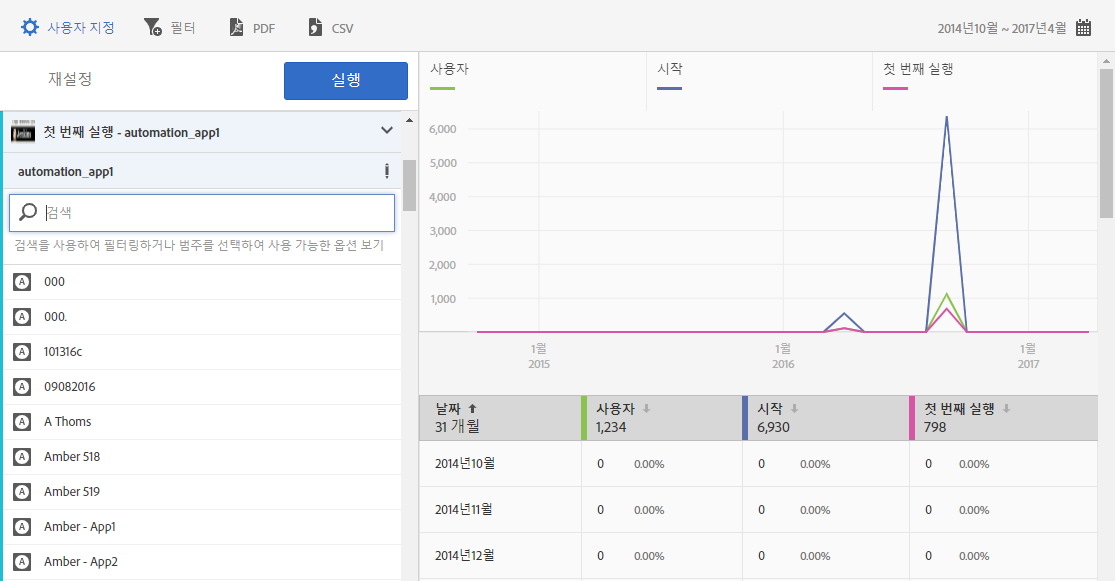 사용자 지정 필터 PDF CSV 2014년10월 ~ 2017년4월
재설정 실행
첫 번째 실행 - automation_app1
automation_app1
검색
검색을 사용하여 필터링하거나 범주를 선택하여 사용 가능한 옵션 보기
A 000
A 000.
A 101316c
A 09082016
A A Thoms
A Amber 518
A Amber 519
A Amber - App1
A Amber - App2
사용자 시작 첫 번째 실행
6,000
5,000
4,000
3,000
2,000
1,000
1월 1월 1월
2015 2016 2017
날짜 사용자 시작 첫 번째 실행
31 개월 1,234 6,930 798
2014년10월 0 0.00% 0 0.00% 0 0.00%
2014년11월 0 0.00% 0 0.00% 0 0.00%
2014년12월 0 0.00% 0 0.00% 0 0.00%